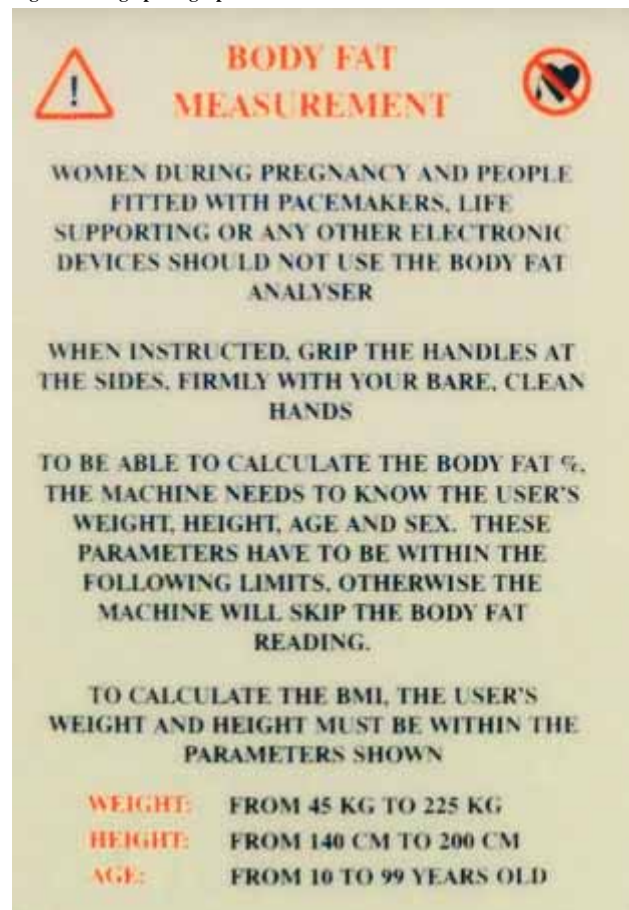 BODY FAT
MEASUREMENT
WOMEN DURING PREGNANCY AND PEOPLE
FITTED WITH PACEMAKERS, LIFE
SUPPORTING OR ANY OTHER ELECTRONIC
DEVICES SHOULD NOT USE THE BODY FAT
ANALYSER
WHEN INSTRUCTED, GRIP THE HANDLES AT
THE SIDES, FIRMLY WITH YOUR BARE, CLEAN
HANDS
TO BE ABLE TO CALCULATE THE BODY FAT %,
THE MACHINE NEEDS TO KNOW THE USER'S
WEIGHT, HEIGHT, AGE AND SEX. THESE
PARAMETERS HAVE TO BE WITHIN THE
FOLLOWING LIMITS, OTHERWISE THE
MACHINE WILL SKIP THE BODY FAT
READING.
TO CALCULATE THE BMI, THE USER'S
WEIGHT AND HEIGHT MUST BE WITHIN THE
PARAMETERS SHOWN
WEIGHT: FROM 45 KG TO 225 KG
HEIGHT: FROM 140 CM TO 200 CM
AGE: FROM 10 TO 99 YEARS OLD